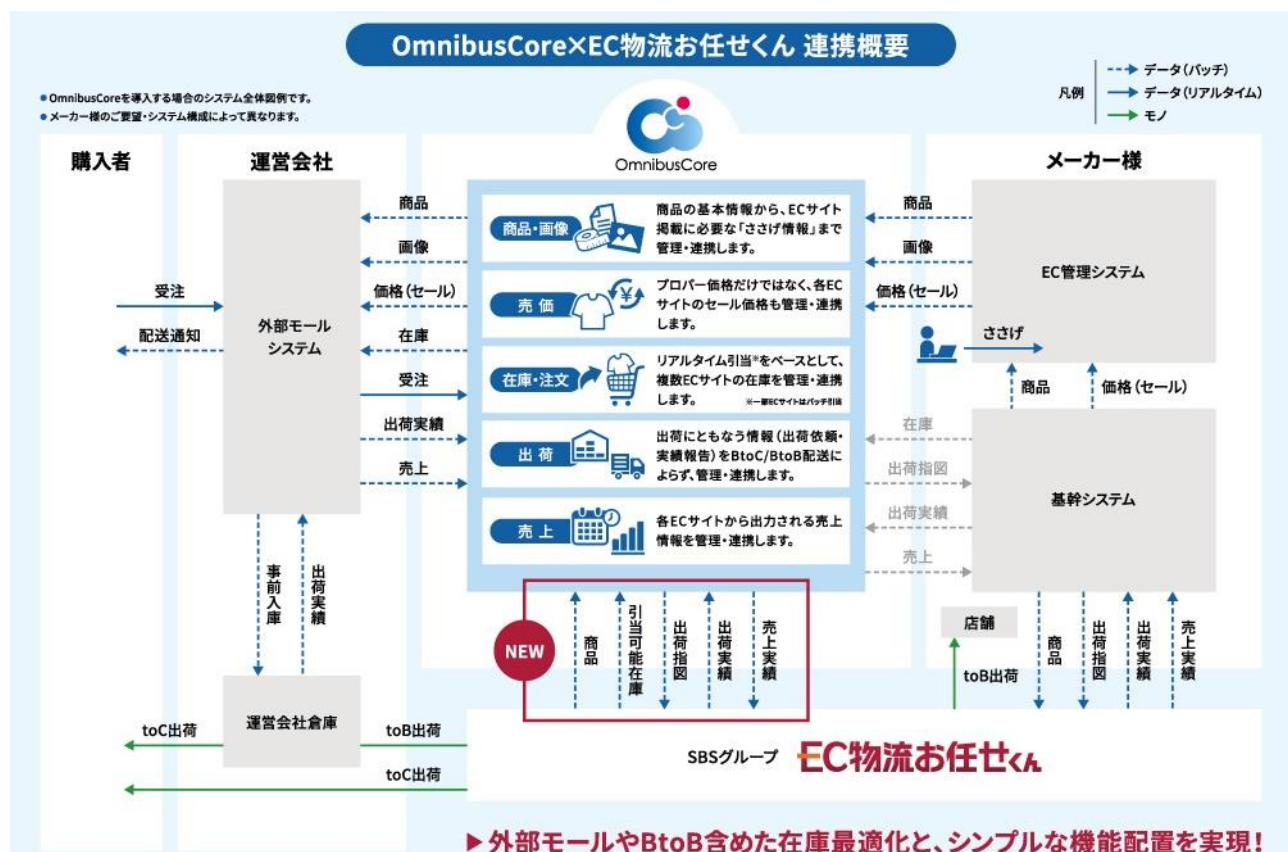 OmnibusCore×EC物流お任せくん 連携概要
● OmnibusCoreを導入する場合のシステム全体図例です。
● メーカー様のご要望・システム構成によって異なります。
凡例
データ(バッチ)
データ(リアルタイム)
モノ
購入者
運営会社
OmnibusCore
メーカー様
受注
配送通知
外部モール
システム
商品
画像
価格(セール)
在庫
受注
出荷実績
売上
商品・画像
商品の基本情報から、ECサイト
掲載に必要な「ささげ情報」まで
管理・連携します。
売価
プロパー価格だけではなく、各EC
サイトのセール価格も管理・連携
します。
在庫・注文
リアルタイム引当*をベースとして、
複数ECサイトの在庫を管理・連携
します。
※一部ECサイトはバッチ引当
出荷
出荷にともなう情報(出荷依頼・
実績報告)をBtoC/BtoB配送に
よらず、管理・連携します。
売上
各ECサイトから出力される売上
情報を管理・連携します。
商品
画像
価格(セール)
EC管理システム
ささげ
商品
価格(セール)
在庫
出荷指図
出荷実績
売上
基幹システム
事前入庫
出荷実績
NEW
商品
引当可能在庫
出荷指図
出荷実績
売上実績
店舗
toB出荷
商品
出荷指図
出荷実績
売上実績
運営会社倉庫
toC出荷
toB出荷
toC出荷
SBSグループ EC物流お任せくん
▶外部モールやBtoB含めた在庫最適化と、シンプルな機能配置を実現!